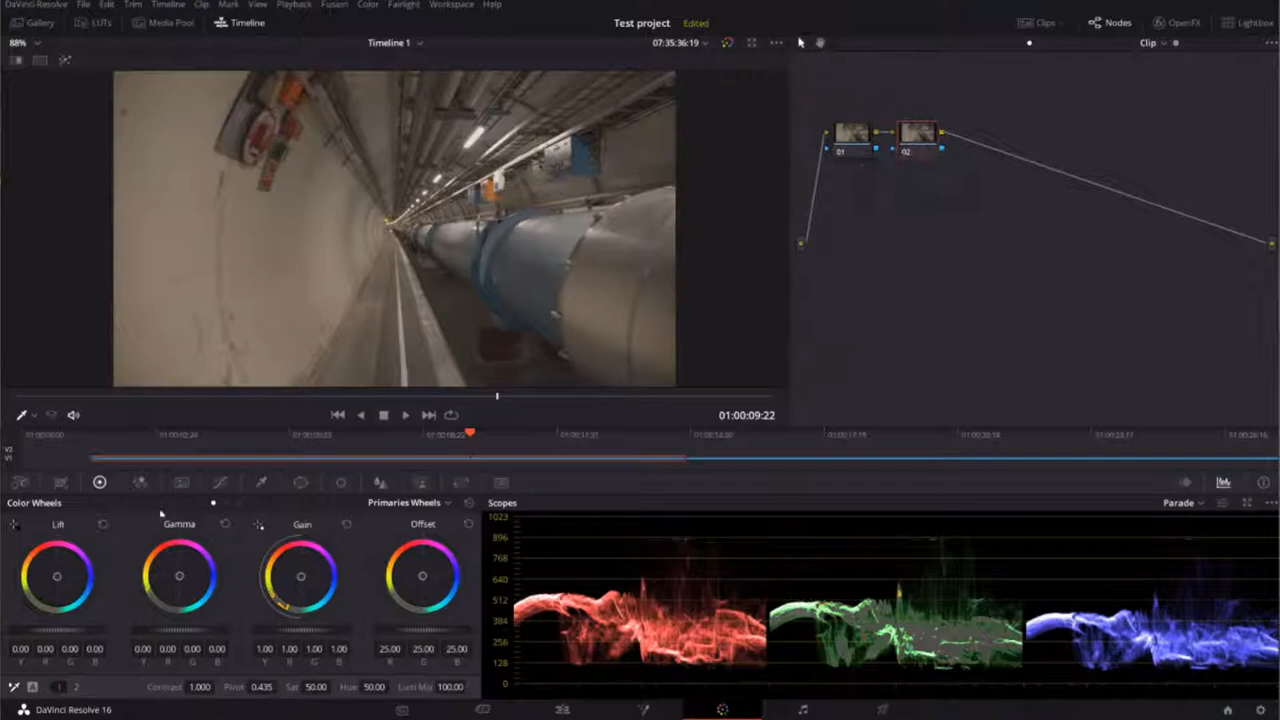 DaVinci Resolve File Edit Trim Timeline Clip Mark View Playback Fusion Color Fairlight Workspace Help
Gallery LUTs Media Pool Timeline Test project Edited Clips Nodes OpenFX Lightbox
88% Timeline 1 07:35:36:19 Clip
01 02
01:00:09:22
V2
V1
Color Wheels Primaries Wheels Scopes Parade
Lift Gamma Gain Offset
1023
896
768
640
512
384
256
128
0
0.00 0.00 0.00 0.00 0.00 0.00 0.00 0.00 1.00 1.00 1.00 1.00 25.00 25.00 25.00
Y R G B Y R G B Y R G B R G B
A 1 2 Contrast 1.000 Pivot 0.435 Sat 50.00 Hue 50.00 Lum Mix 100.00
DaVinci Resolve 16